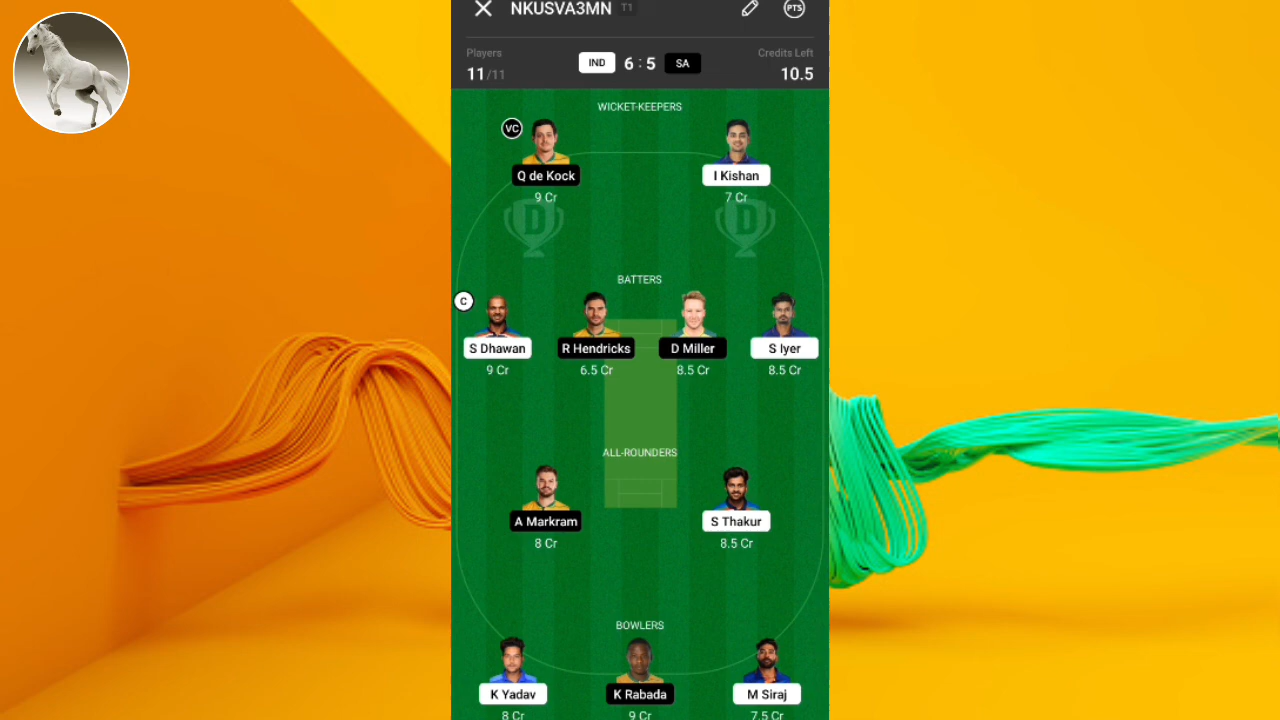 NKUSVA3MN T1
PTS
Players
Credits Left
11/11
IND 6 : 5 SA
10.5
WICKET-KEEPERS
VC
Q de Kock
I Kishan
9 Cr
7 Cr
D
D
BATTERS
C
S Dhawan
R Hendricks
D Miller
S Iyer
9 Cr
6.5 Cr
8.5 Cr
8.5 Cr
ALL-ROUNDERS
A Markram
S Thakur
8 Cr
8.5 Cr
BOWLERS
K Yadav
K Rabada
M Siraj
8 Cr
9 Cr
7.5 Cr